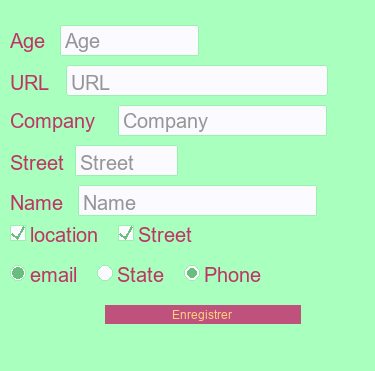 Age Age
URL URL
Company Company
Street Street
Name Name
location Street
email State Phone
Enregistrer